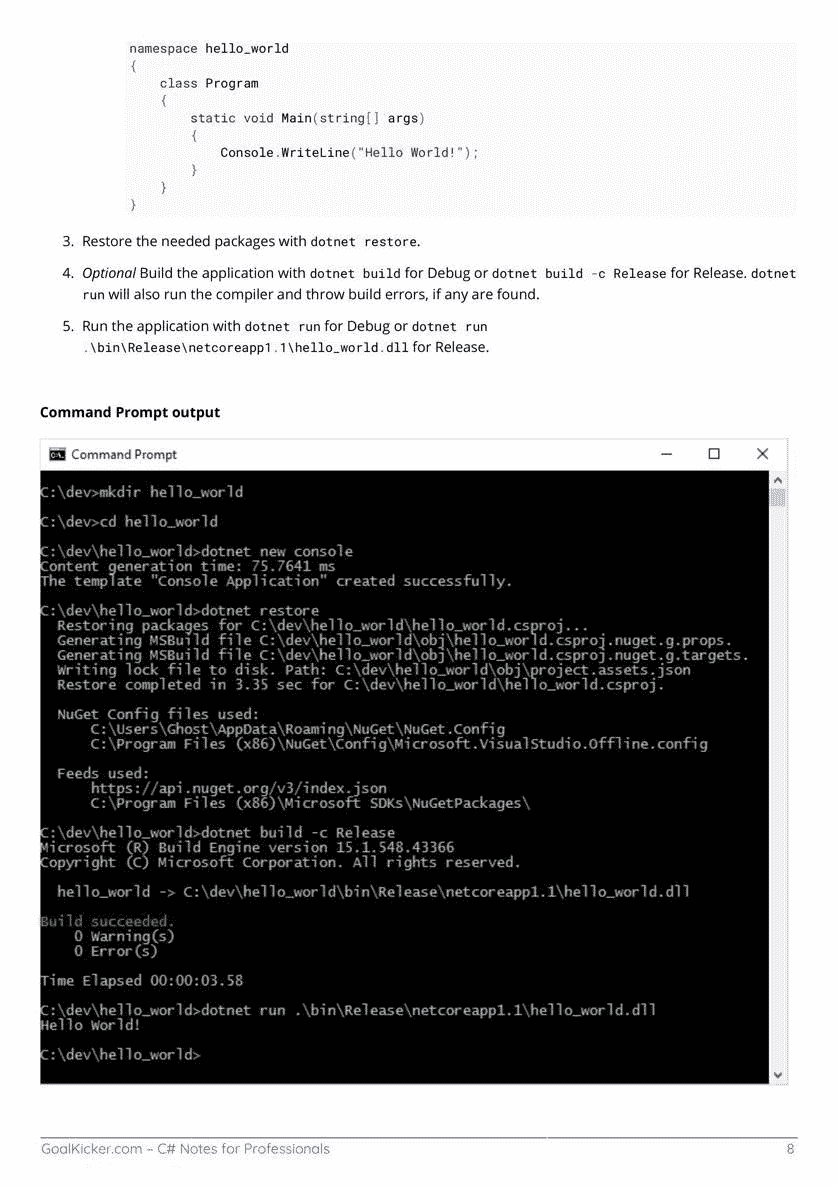 namespace hello_world
{
    class Program
    {
        static void Main(string[] args)
        {
            Console.WriteLine("Hello World!");
        }
    }
}
3. Restore the needed packages with dotnet restore.
4. Optional Build the application with dotnet build for Debug or dotnet build -c Release for Release. dotnet
run will also run the compiler and throw build errors, if any are found.
5. Run the application with dotnet run for Debug or dotnet run
.\bin\Release\netcoreapp1.1\hello_world.dll for Release.
Command Prompt output
Command Prompt
C:\dev>mkdir hello_world
C:\dev>cd hello_world
C:\dev\hello_world>dotnet new console
Content generation time: 75.7641 ms
The template "Console Application" created successfully.
C:\dev\hello_world>dotnet restore
  Restoring packages for C:\dev\hello_world\hello_world.csproj...
  Generating MSBuild file C:\dev\hello_world\obj\hello_world.csproj.nuget.g.props.
  Generating MSBuild file C:\dev\hello_world\obj\hello_world.csproj.nuget.g.targets.
  Writing lock file to disk. Path: C:\dev\hello_world\obj\project.assets.json
  Restore completed in 3.35 sec for C:\dev\hello_world\hello_world.csproj.
  NuGet Config files used:
      C:\Users\Ghost\AppData\Roaming\NuGet\NuGet.Config
      C:\Program Files (x86)\NuGet\Config\Microsoft.VisualStudio.Offline.config
  Feeds used:
      https://api.nuget.org/v3/index.json
      C:\Program Files (x86)\Microsoft SDKs\NuGetPackages\
C:\dev\hello_world>dotnet build -c Release
Microsoft (R) Build Engine version 15.1.548.43366
Copyright (C) Microsoft Corporation. All rights reserved.
  hello_world -> C:\dev\hello_world\bin\Release\netcoreapp1.1\hello_world.dll
Build succeeded.
    0 Warning(s)
    0 Error(s)
Time Elapsed 00:00:03.58
C:\dev\hello_world>dotnet run .\bin\Release\netcoreapp1.1\hello_world.dll
Hello World!
C:\dev\hello_world>
GoalKicker.com – C# Notes for Professionals 8